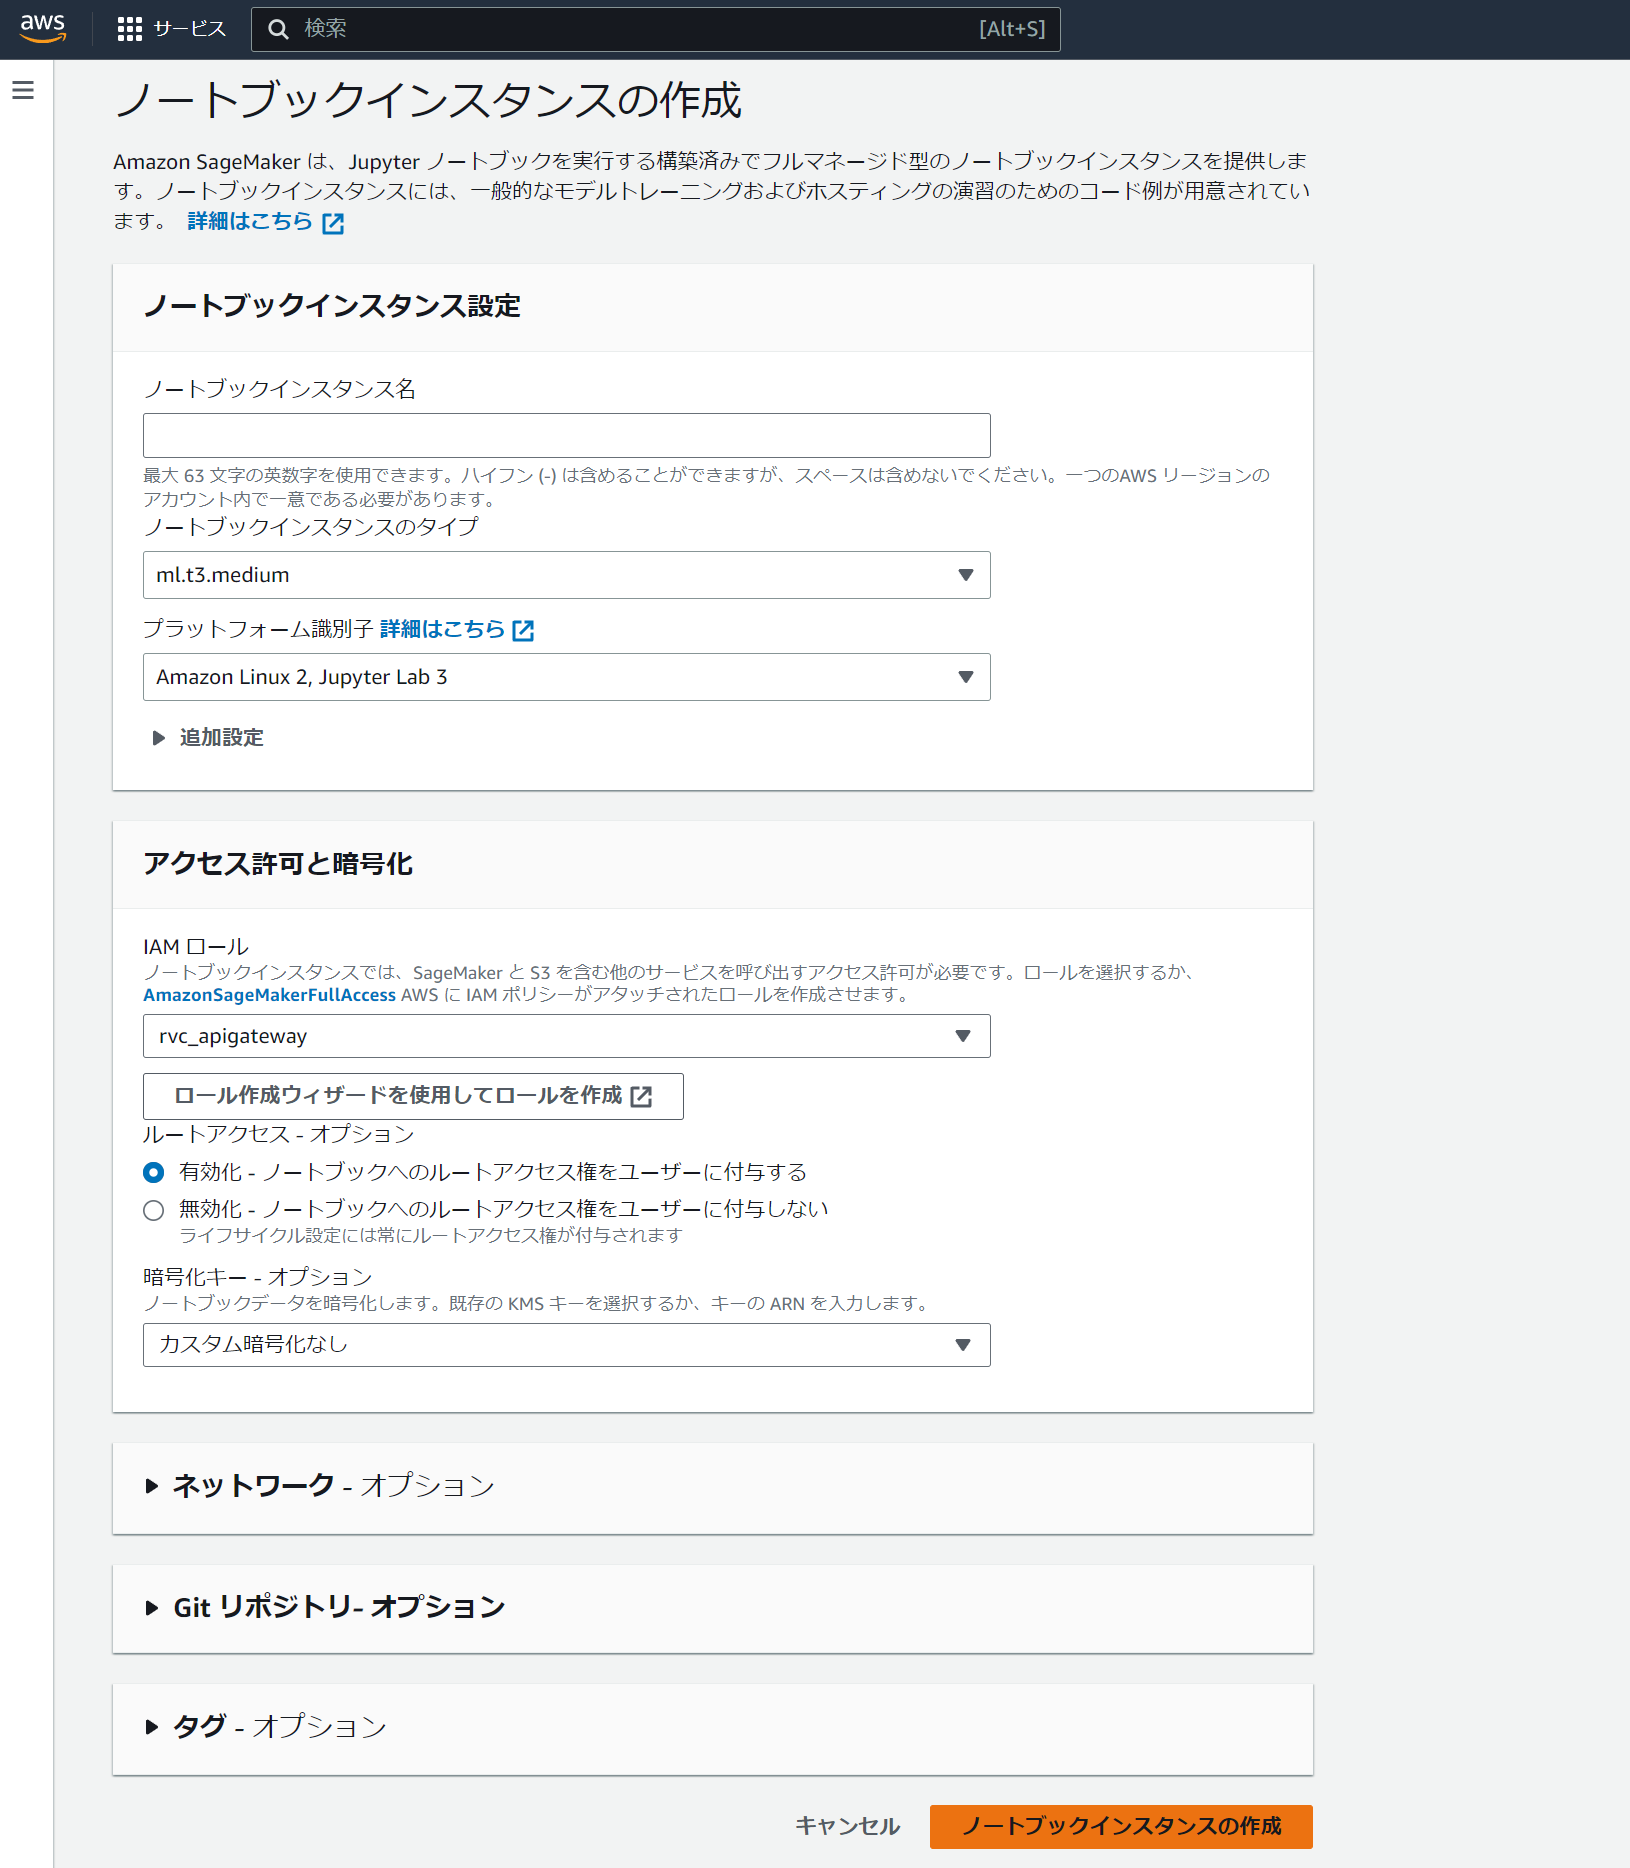 aws
サービス
検索
[Alt+S]
ノートブックインスタンスの作成
Amazon SageMaker は、Jupyter ノートブックを実行する構築済みでフルマネージド型のノートブックインスタンスを提供しま
す。ノートブックインスタンスには、一般的なモデルトレーニングおよびホスティングの演習のためのコード例が用意されてい
ます。 詳細はこちら
ノートブックインスタンス設定
ノートブックインスタンス名
最大 63 文字の英数字を使用できます。ハイフン (-) は含めることができますが、スペースは含めないでください。一つのAWS リージョンの
アカウント内で一意である必要があります。
ノートブックインスタンスのタイプ
ml.t3.medium
プラットフォーム識別子 詳細はこちら
Amazon Linux 2, Jupyter Lab 3
追加設定
アクセス許可と暗号化
IAM ロール
ノートブックインスタンスでは、SageMaker と S3 を含む他のサービスを呼び出すアクセス許可が必要です。ロールを選択するか、
AmazonSageMakerFullAccess AWS に IAM ポリシーがアタッチされたロールを作成させます。
rvc_apigateway
ロール作成ウィザードを使用してロールを作成
ルートアクセス - オプション
有効化 - ノートブックへのルートアクセス権をユーザーに付与する
無効化 - ノートブックへのルートアクセス権をユーザーに付与しない
ライフサイクル設定には常にルートアクセス権が付与されます
暗号化キー - オプション
ノートブックデータを暗号化します。既存の KMS キーを選択するか、キーの ARN を入力します。
カスタム暗号化なし
ネットワーク - オプション
Git リポジトリ- オプション
タグ - オプション
キャンセル
ノートブックインスタンスの作成